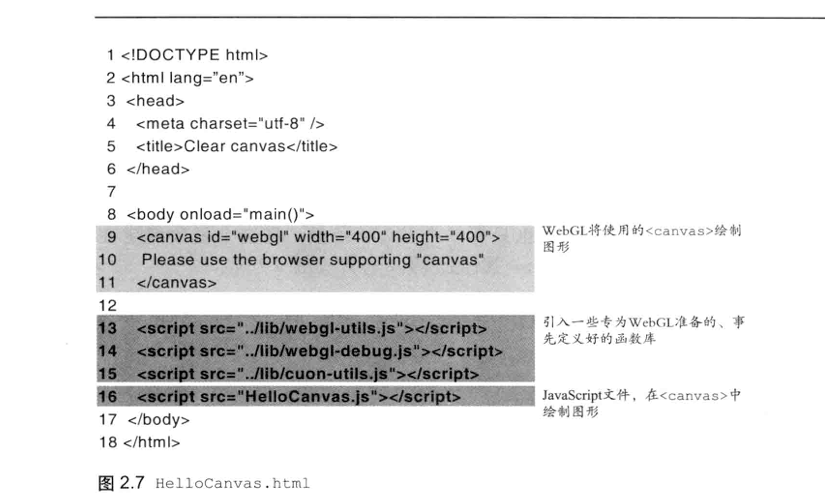 1 <!DOCTYPE html>
2 <html lang=”en”>
3 <head>
4 <meta charset="utf-8" />
5 <title>Clear canvas</title>
6 </head>
7
8 <body onload="main()">
9 <canvas id="webgl" width="400" height="400">
10 Please use the browser supporting "canvas"
11 </canvas>
WebGL将使用的<canvas>绘制
图形
12
13 <script src="../lib/webgl-utils.js"></script>
14 <script src="../lib/webgl-debug.js"></script>
15 <script src="../lib/cuon-utils.js"></script>
引入一些专为WebGL准备的、事
先定义好的函数库
16 <script src="HelloCanvas.js"></script>
JavaScript文件，在<canvas>中
绘制图形
17 </body>
18 </html>
图 2.7 HelloCanvas.html